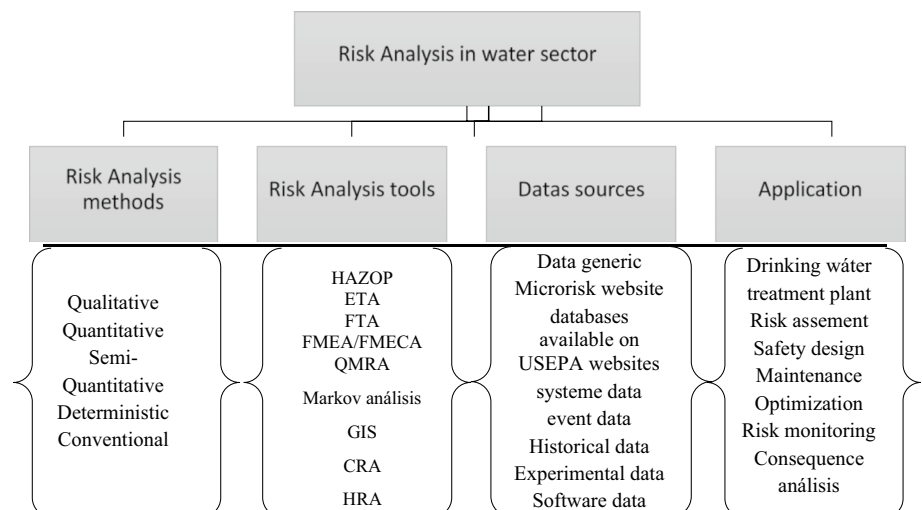 Risk Analysis in water sector
Risk Analysis
methods
Risk Analysis tools
Datas sources
Application
Qualitative
Quantitative
Semi-
Quantitative
Deterministic
Conventional
HAZOP
ETA
FTA
FMEA/FMECA
QMRA
Markov análisis
GIS
CRA
HRA
Data generic
Microrisk website
databases
available on
USEPA websites
systeme data
event data
Historical data
Experimental data
Software data
Drinking wáter
treatment plant
Risk assement
Safety design
Maintenance
Optimization
Risk monitoring
Consequence
análisis